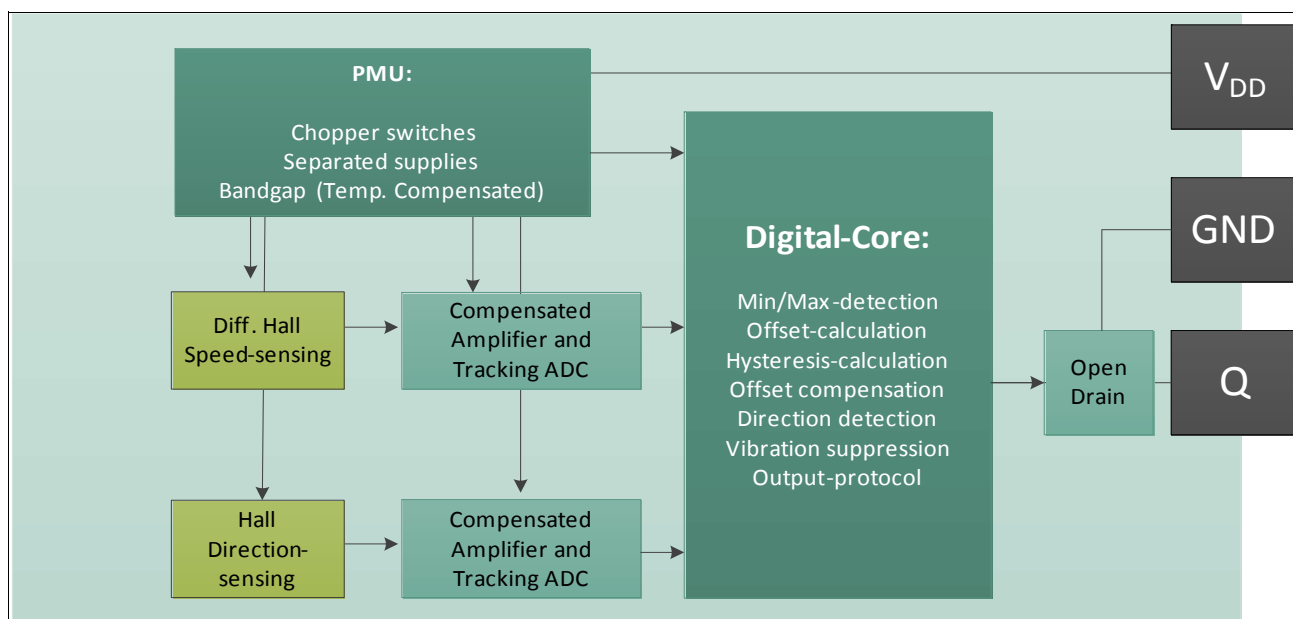 PMU:
Chopper switches
Separated supplies
Bandgap (Temp. Compensated)
V_DD
GND
Digital-Core:
Min/Max-detection
Offset-calculation
Hysteresis-calculation
Offset compensation
Direction detection
Vibration suppression
Output-protocol
Diff. Hall
Speed-sensing
Compensated
Amplifier and
Tracking ADC
Open
Drain
Q
Hall
Direction-
sensing
Compensated
Amplifier and
Tracking ADC